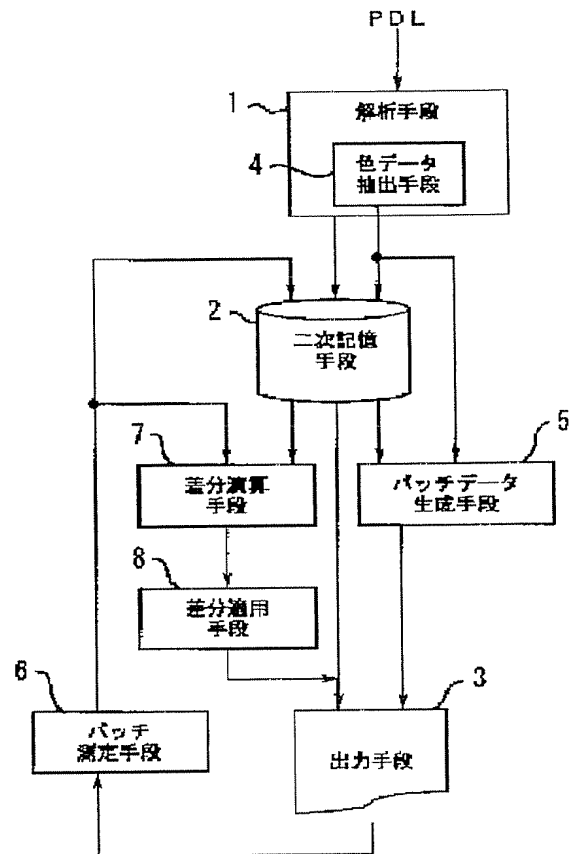 PDL
1
解析手段
4
色データ
抽出手段
2
二次記憶
手段
7
差分演算
手段
5
パッチデータ
生成手段
8
差分適用
手段
6
パッチ
測定手段
3
出力手段